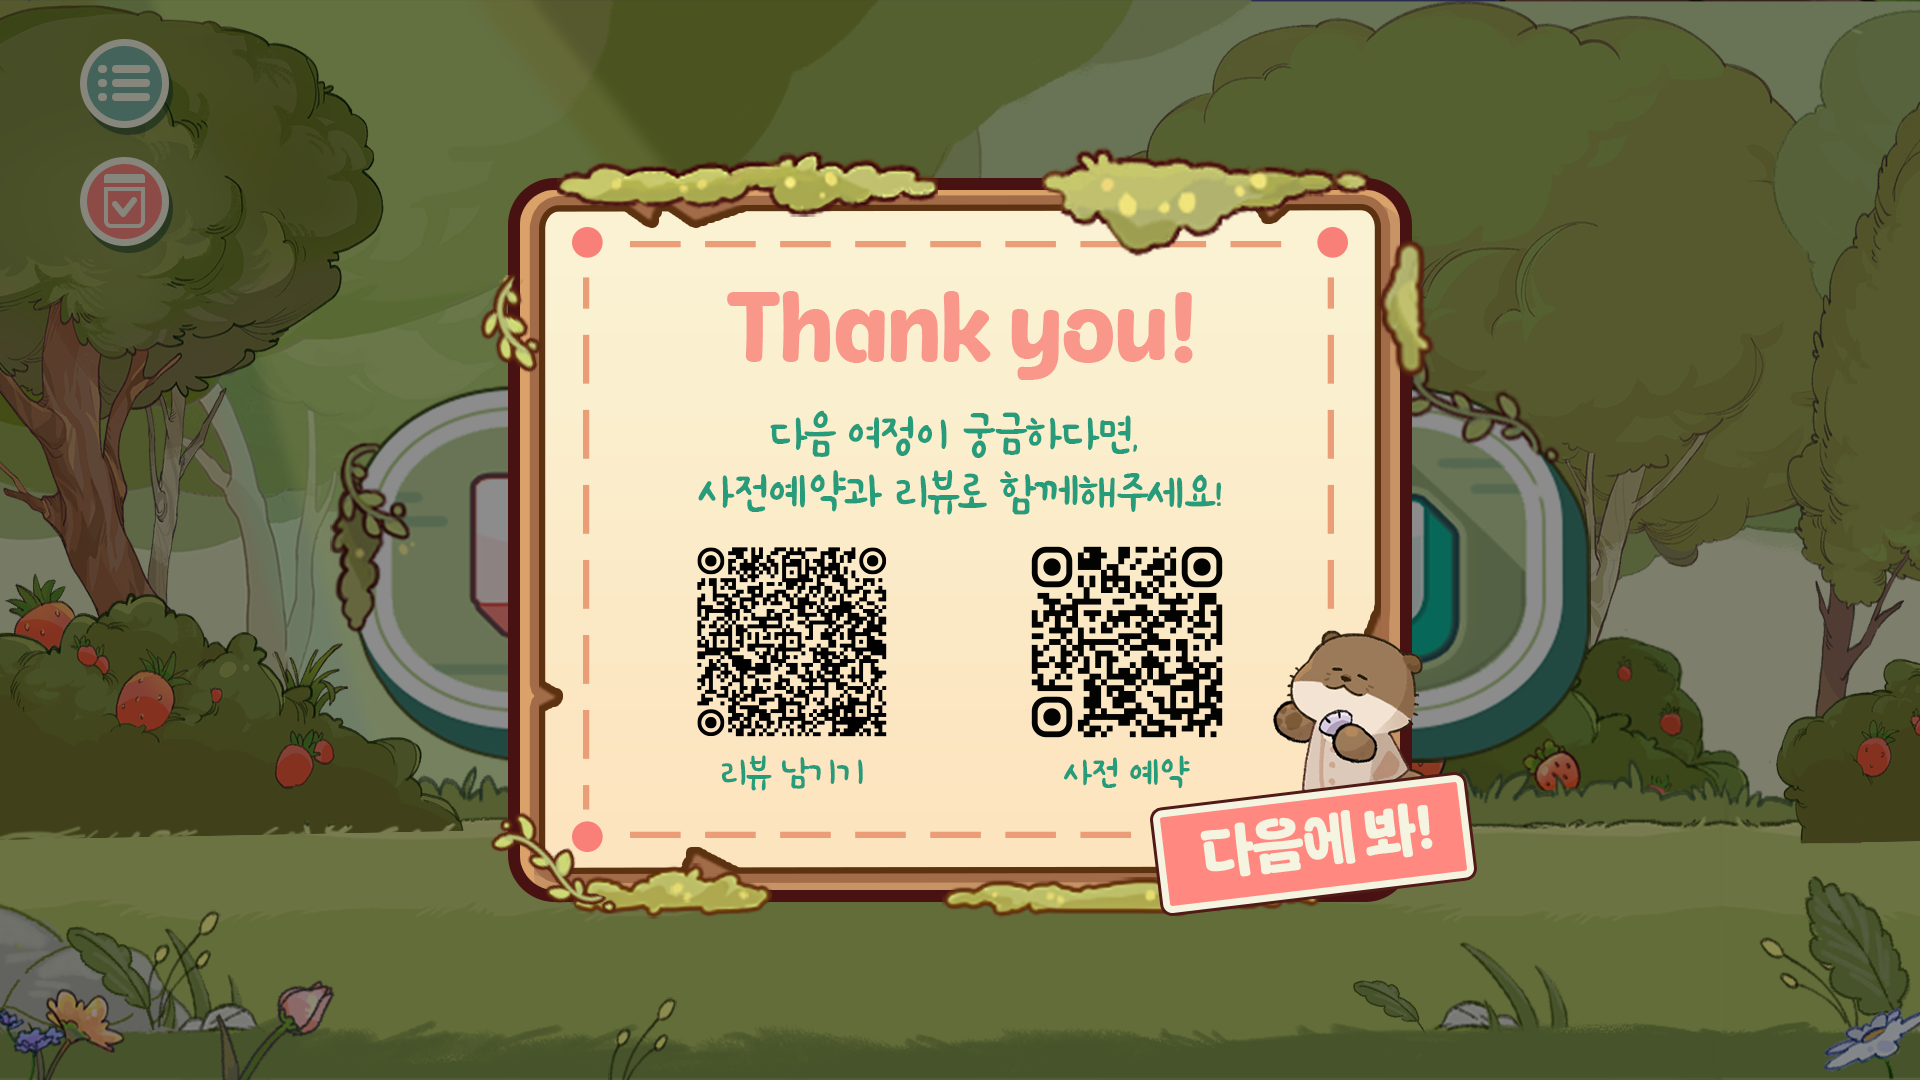 Thank you!
다음 여정이 궁금하다면,
사전예약과 리뷰로 함께해주세요!
리뷰 남기기
사전 예약
다음에 봐!